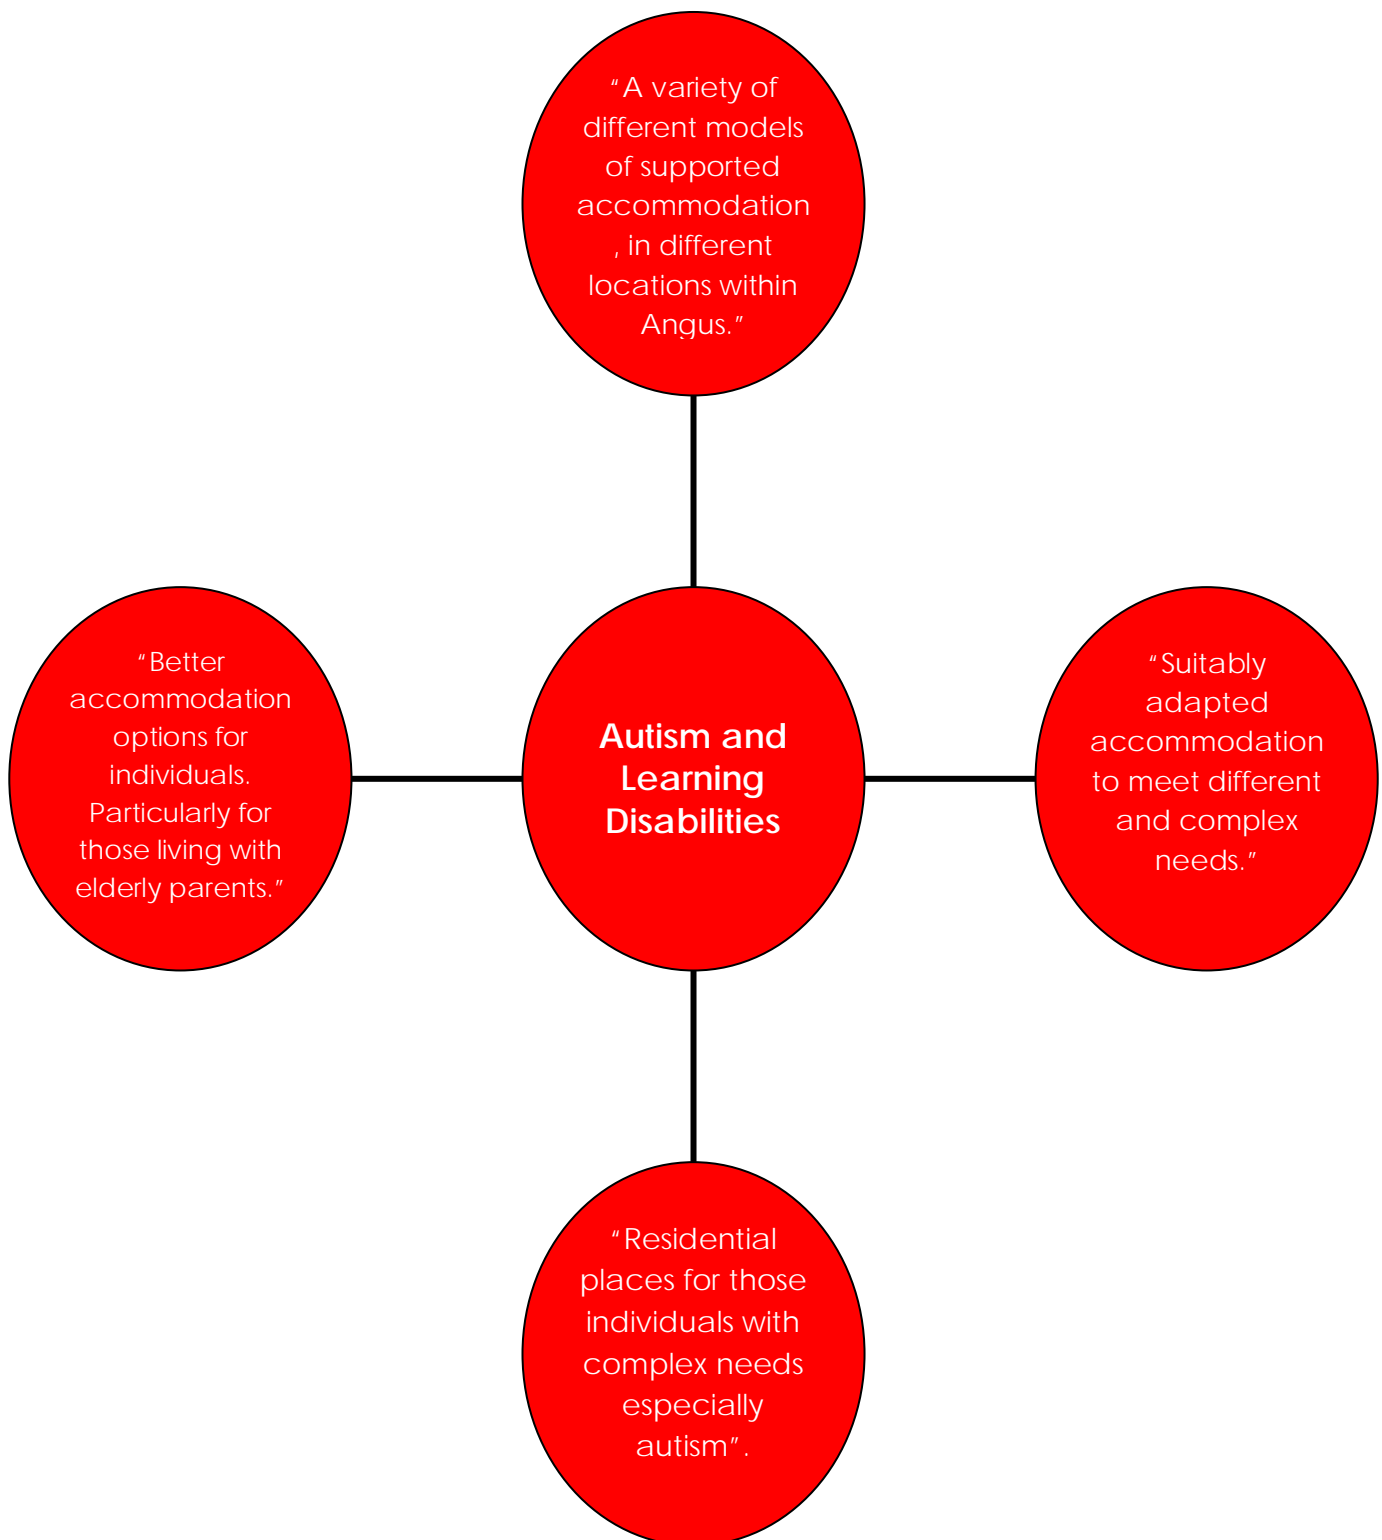 “A variety of
different models
of supported
accommodation
, in different
locations within
Angus.”
“Better
accommodation
options for
individuals.
Particularly for
those living with
elderly parents.”
Autism and
Learning
Disabilities
“Suitably
adapted
accommodation
to meet different
and complex
needs.”
“Residential
places for those
individuals with
complex needs
especially
autism”.